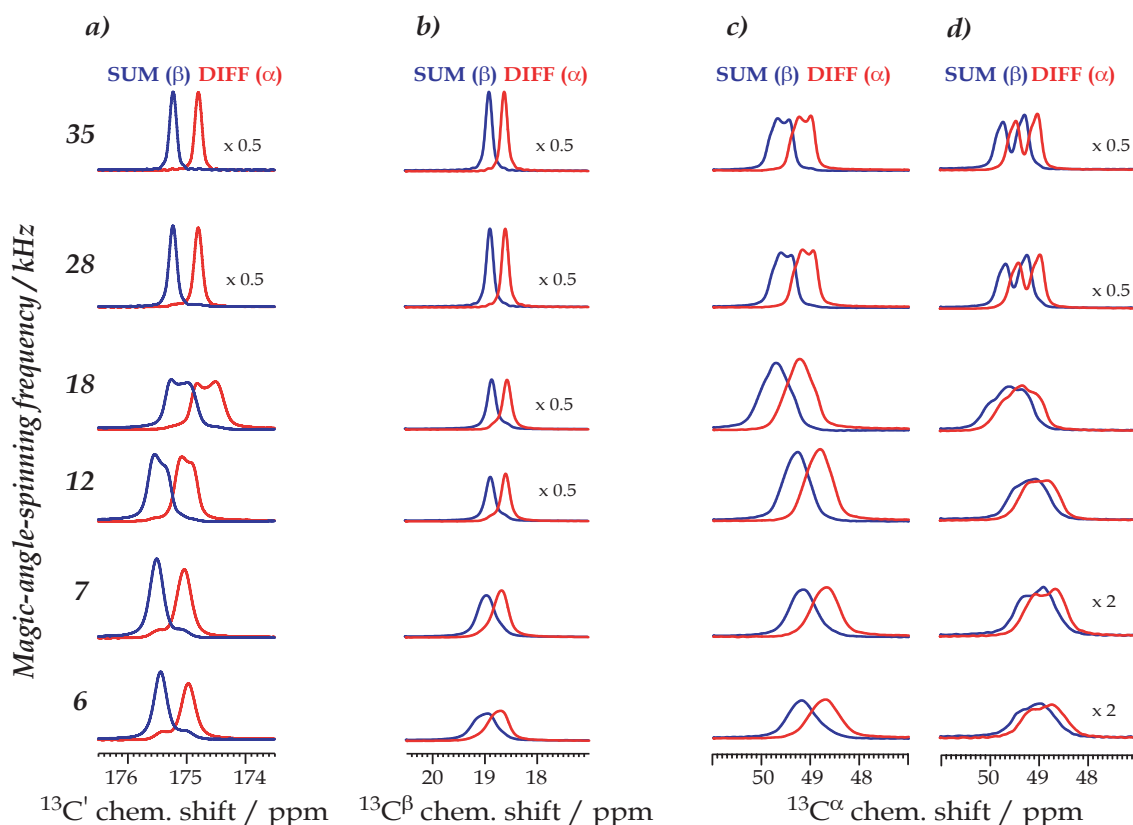 a) b) c) d)
SUM (β) DIFF (α) SUM (β) DIFF (α) SUM (β) DIFF (α) SUM (β) DIFF (α)
35 x 0.5 x 0.5 x 0.5
28 x 0.5 x 0.5 x 0.5
18 x 0.5
12 x 0.5
7 x 2
6 x 2
Magic-angle-spinning frequency / kHz
176 175 174 20 19 18 50 49 48 50 49 48
¹³C' chem. shift / ppm ¹³Cᵝ chem. shift / ppm ¹³Cᵅ chem. shift / ppm